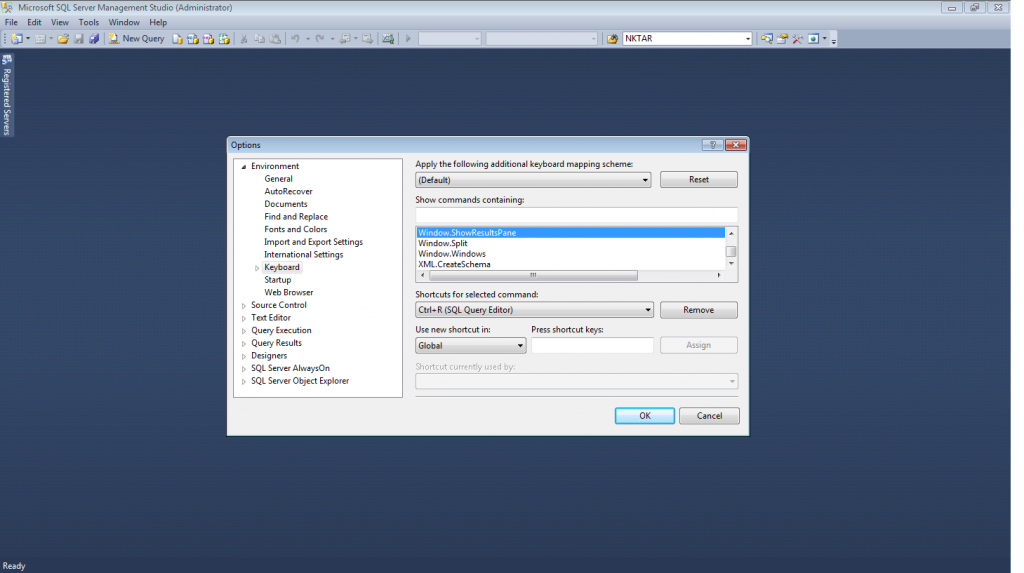 Microsoft SQL Server Management Studio (Administrator)
File Edit View Tools Window Help
New Query
NKTAR
Registered Servers
Options
Environment
General
AutoRecover
Documents
Find and Replace
Fonts and Colors
Import and Export Settings
International Settings
Keyboard
Startup
Web Browser
Source Control
Text Editor
Query Execution
Query Results
Designers
SQL Server AlwaysOn
SQL Server Object Explorer
Apply the following additional keyboard mapping scheme:
(Default)
Reset
Show commands containing:
Window.ShowResultsPane
Window.Split
Window.Windows
XML.CreateSchema
Shortcuts for selected command:
Ctrl+R (SQL Query Editor)
Remove
Use new shortcut in: Press shortcut keys:
Global
Assign
Shortcut currently used by:
OK Cancel
Ready